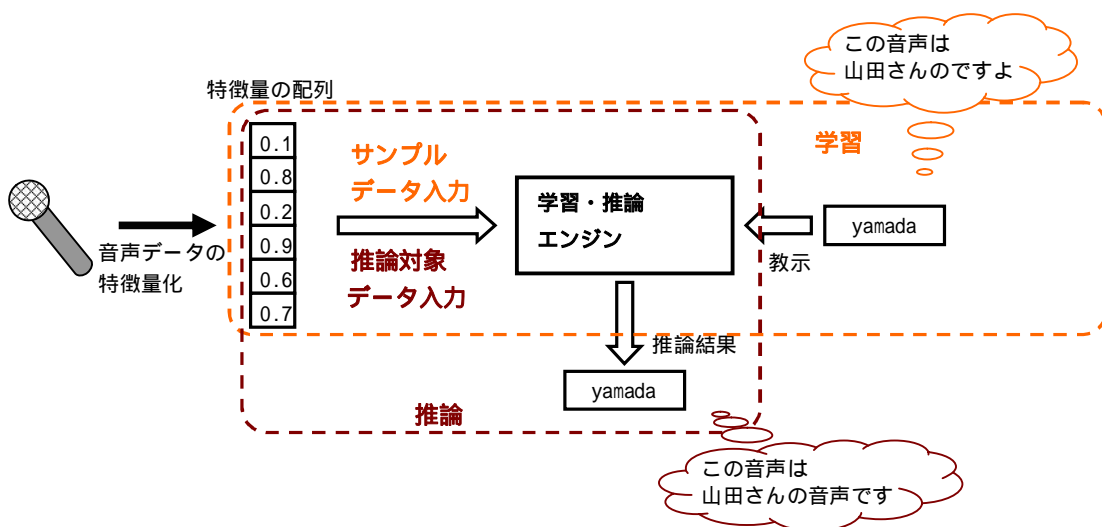 この音声は
山田さんのですよ
特徴量の配列
学習
0.1
0.8
0.2
0.9
0.6
0.7
サンプル
データ入力
推論対象
データ入力
音声データの
特徴量化
学習・推論
エンジン
yamada
教示
推論結果
yamada
推論
この音声は
山田さんの音声です